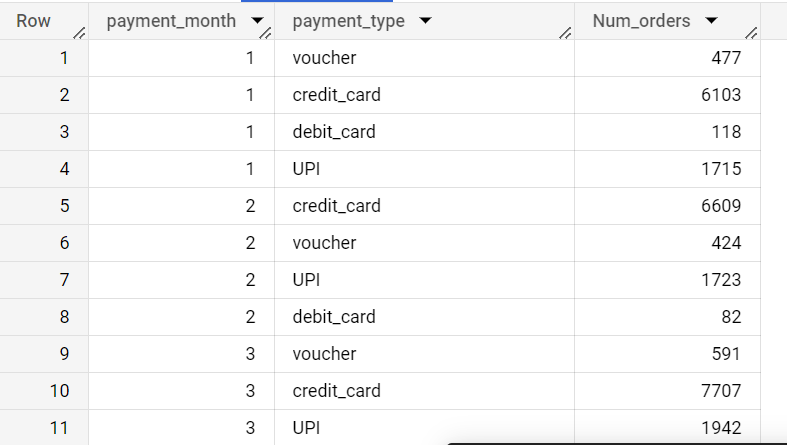 Row payment_month payment_type Num_orders
1 1 voucher 477
2 1 credit_card 6103
3 1 debit_card 118
4 1 UPI 1715
5 2 credit_card 6609
6 2 voucher 424
7 2 UPI 1723
8 2 debit_card 82
9 3 voucher 591
10 3 credit_card 7707
11 3 UPI 1942